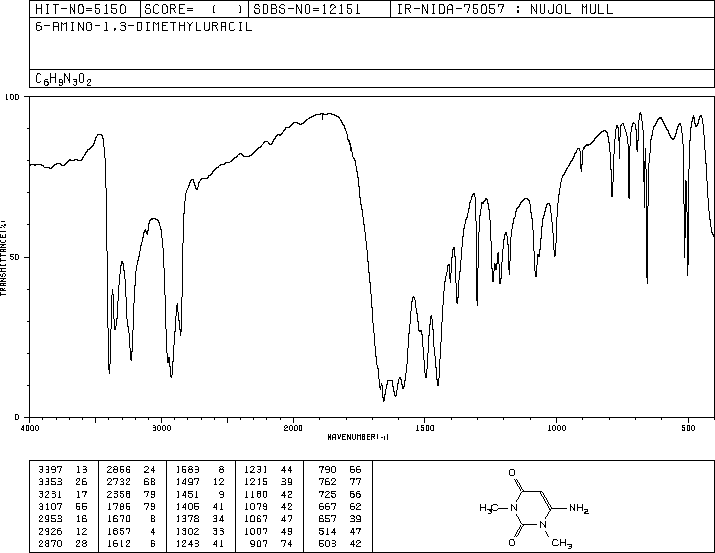 HIT-NO=5150 SCORE= ( ) SDBS-NO=12151 IR-NIDA-75057 : NUJOL MULL
6-AMINO-1,3-DIMETHYLURACIL
C6H9N3O2
100
50
0
TRANSMITTANCE(%)
4000 3000 2000 1500 1000 500
WAVENUMBER(-1)
3397 13 2866 24 1583 8 1231 44 790 66
3353 26 2732 68 1497 12 1215 39 762 77
3231 17 2358 79 1451 9 1180 42 725 66
3107 55 1786 79 1406 41 1079 42 667 62
2953 16 1670 8 1378 34 1067 47 657 39
2926 12 1657 4 1302 33 1007 49 514 47
2870 28 1612 6 1243 41 907 74 503 42
O
H3C N NH2
O N CH3